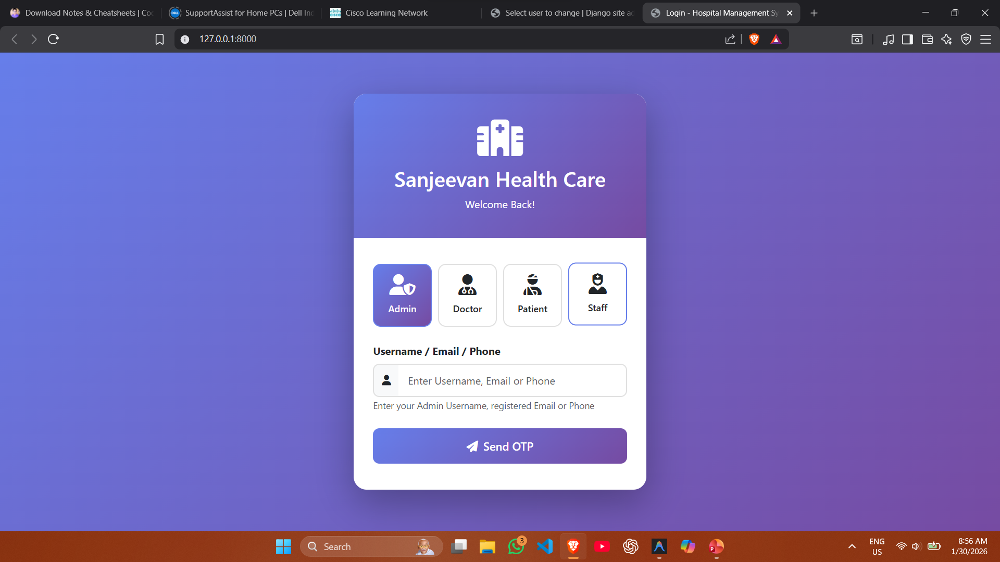 Download Notes & Cheatsheets | Co
SupportAssist for Home PCs | Dell Ind
Cisco Learning Network
Select user to change | Django site ad
Login - Hospital Management Sy
127.0.0.1:8000
Sanjeevan Health Care
Welcome Back!
Admin
Doctor
Patient
Staff
Username / Email / Phone
Enter Username, Email or Phone
Enter your Admin Username, registered Email or Phone
Send OTP
Search
3
ENG
US
8:56 AM
1/30/2026